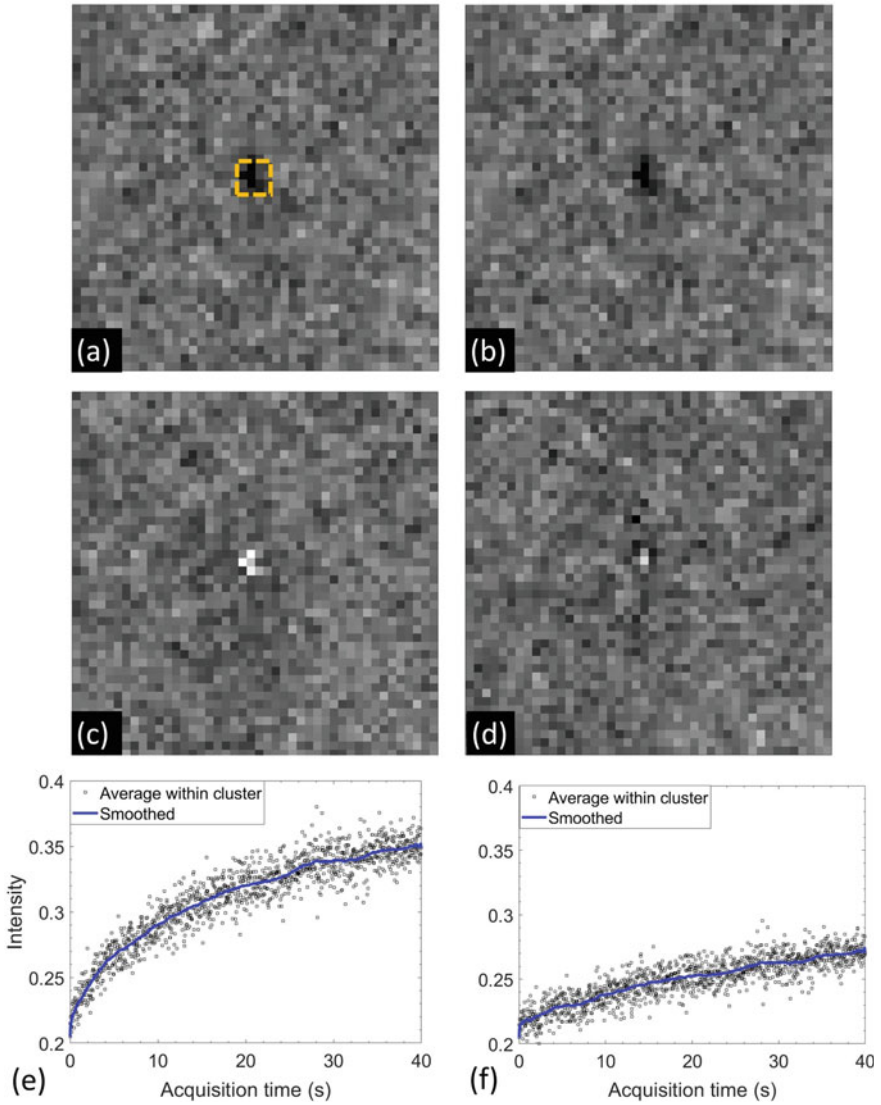 (a)
(b)
(c)
(d)
0.4
0.35
0.3
0.25
0.2
Intensity
Average within cluster
Smoothed
0
10
20
30
40
Acquisition time (s)
(e)
0.4
0.35
0.3
0.25
0.2
Average within cluster
Smoothed
0
10
20
30
40
Acquisition time (s)
(f)